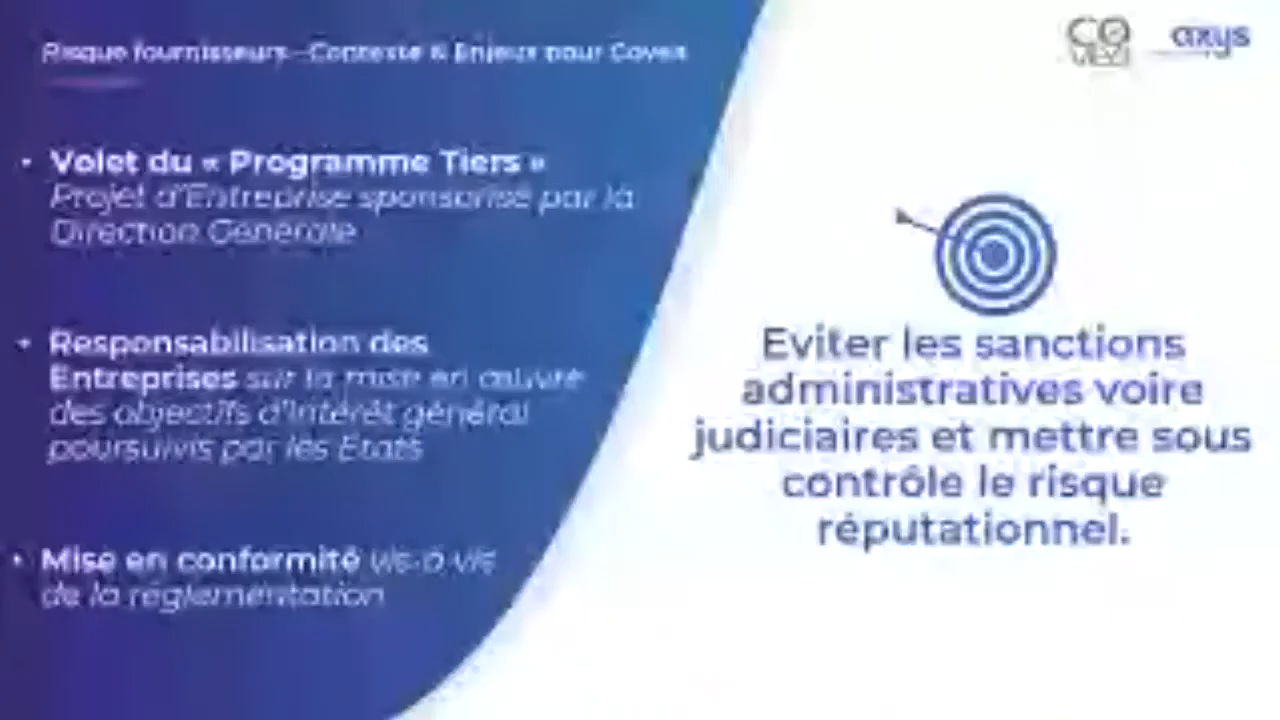 Risque fournisseurs - Contexte & Enjeux pour Covéa
CO
VÉA
axys
• Volet du « Programme Tiers »
Projet d'Entreprise sponsorisé par la
Direction Générale
• Responsabilisation des
Entreprises sur la mise en œuvre
des objectifs d'intérêt général
poursuivis par les Etats
• Mise en conformité vis-à-vis
de la réglementation
Eviter les sanctions
administratives voire
judiciaires et mettre sous
contrôle le risque
réputationnel.